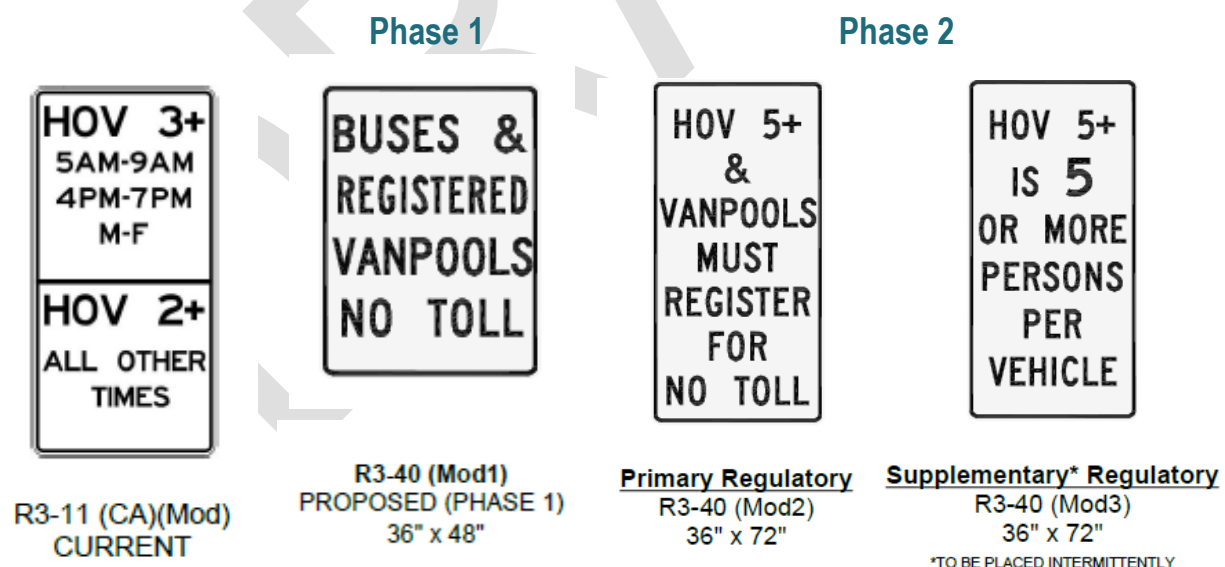 Phase 1
Phase 2
HOV 3+
5AM-9AM
4PM-7PM
M-F
HOV 2+
ALL OTHER
TIMES
R3-11 (CA)(Mod)
CURRENT
BUSES &
REGISTERED
VANPOOLS
NO TOLL
R3-40 (Mod1)
PROPOSED (PHASE 1)
36" x 48"
HOV 5+
&
VANPOOLS
MUST
REGISTER
FOR
NO TOLL
Primary Regulatory
R3-40 (Mod2)
36" x 72"
HOV 5+
IS 5
OR MORE
PERSONS
PER
VEHICLE
Supplementary* Regulatory
R3-40 (Mod3)
36" x 72"
*TO BE PLACED INTERMITTENTLY